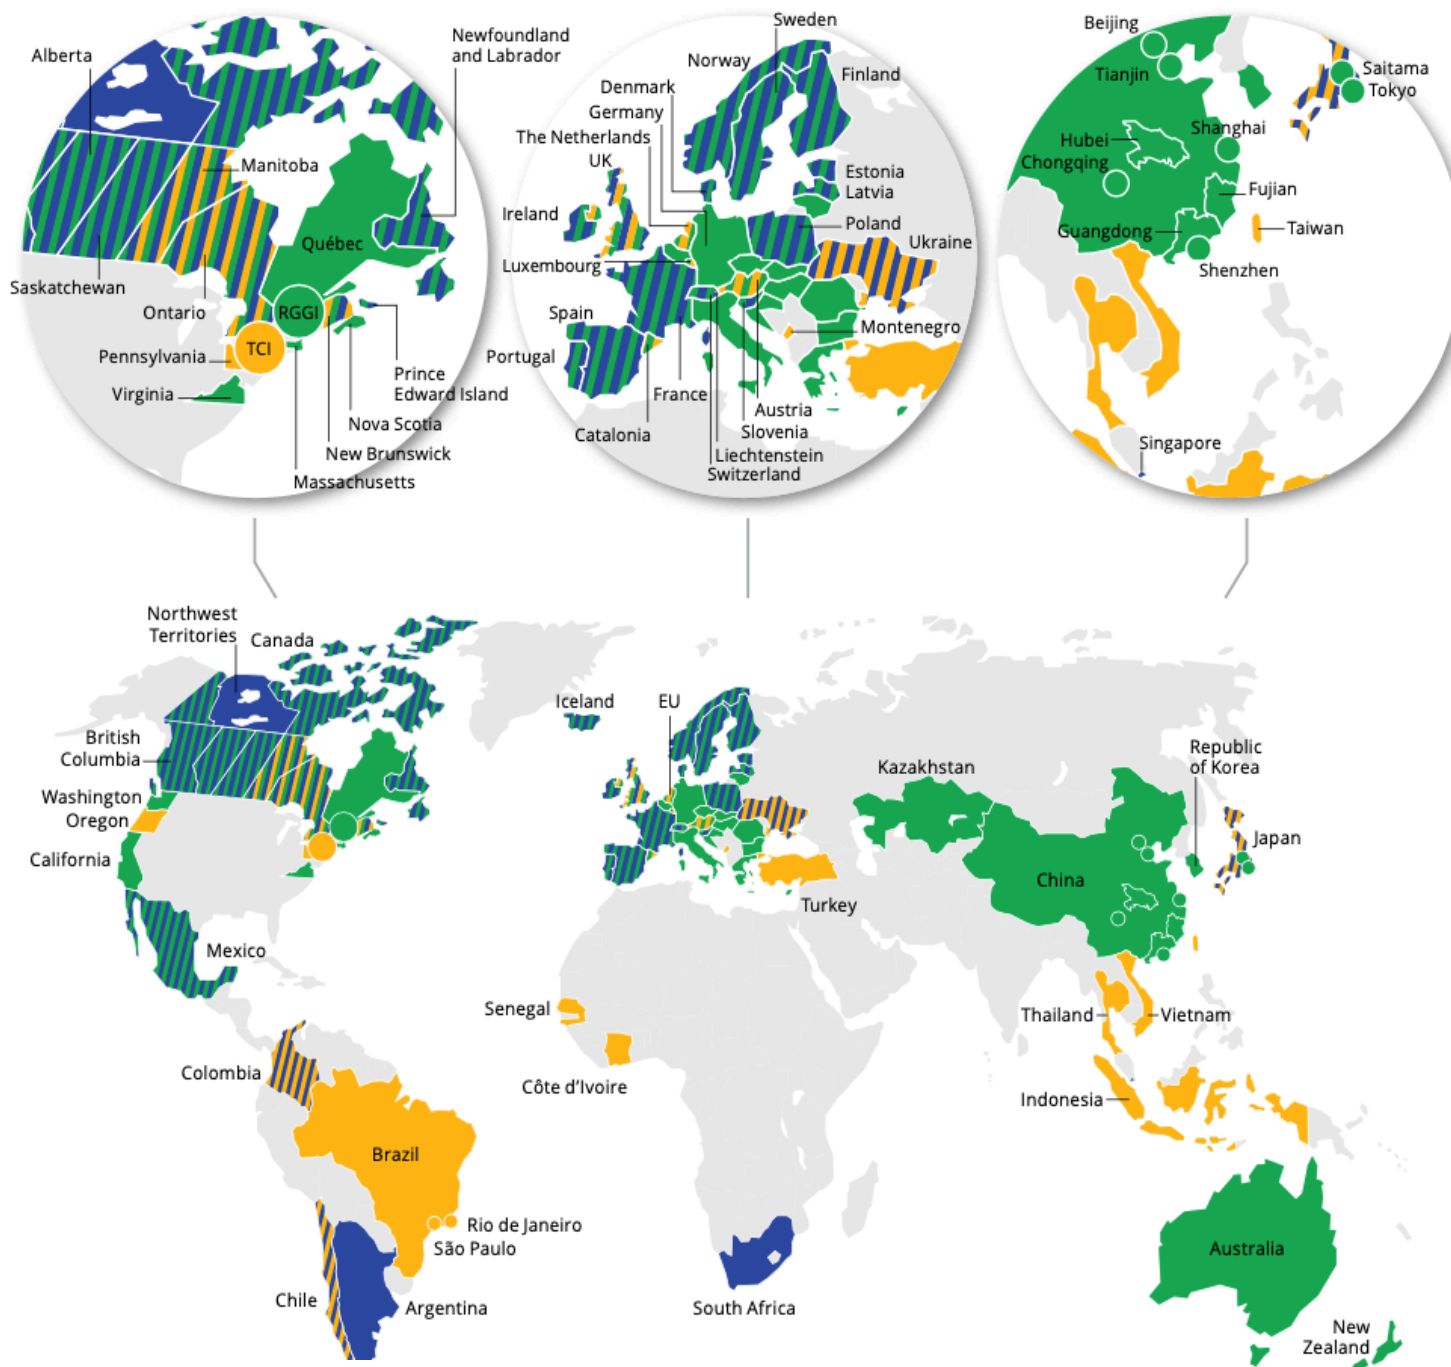 Alberta
Newfoundland
and Labrador
Manitoba
Québec
Saskatchewan
Ontario
RGGI
TCI
Pennsylvania
Virginia
Prince
Edward Island
Nova Scotia
New Brunswick
Massachusetts
Sweden
Norway
Finland
Denmark
Germany
The Netherlands
UK
Estonia
Latvia
Ireland
Poland
Ukraine
Luxembourg
Spain
Montenegro
Portugal
France
Austria
Catalonia
Slovenia
Liechtenstein
Switzerland
Beijing
Tianjin
Saitama
Tokyo
Shanghai
Hubei
Chongqing
Fujian
Guangdong
Taiwan
Shenzhen
Singapore
Northwest
Territories
Canada
Iceland
EU
British
Columbia
Republic
of Korea
Kazakhstan
Washington
Oregon
California
Japan
China
Turkey
Mexico
Senegal
Thailand
Vietnam
Colombia
Côte d’Ivoire
Indonesia
Brazil
Rio de Janeiro
São Paulo
Australia
Chile
Argentina
South Africa
New
Zealand